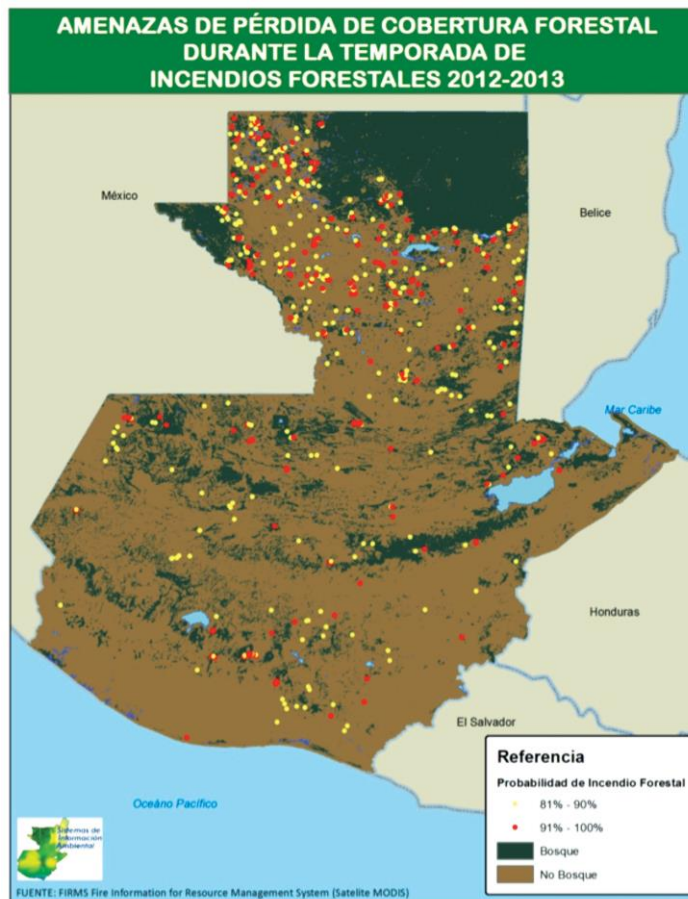 AMENAZAS DE PÉRDIDA DE COBERTURA FORESTAL
DURANTE LA TEMPORADA DE
INCENDIOS FORESTALES 2012-2013
México
Belice
Mar Caribe
Honduras
El Salvador
Oceàno Pacífico
Referencia
Probabilidad de Incendio Forestal
81% - 90%
91% - 100%
Bosque
No Bosque
Sistemas de
Información
Ambiental
FUENTE: FIRMS Fire Information for Resource Management System (Satelite MODIS)